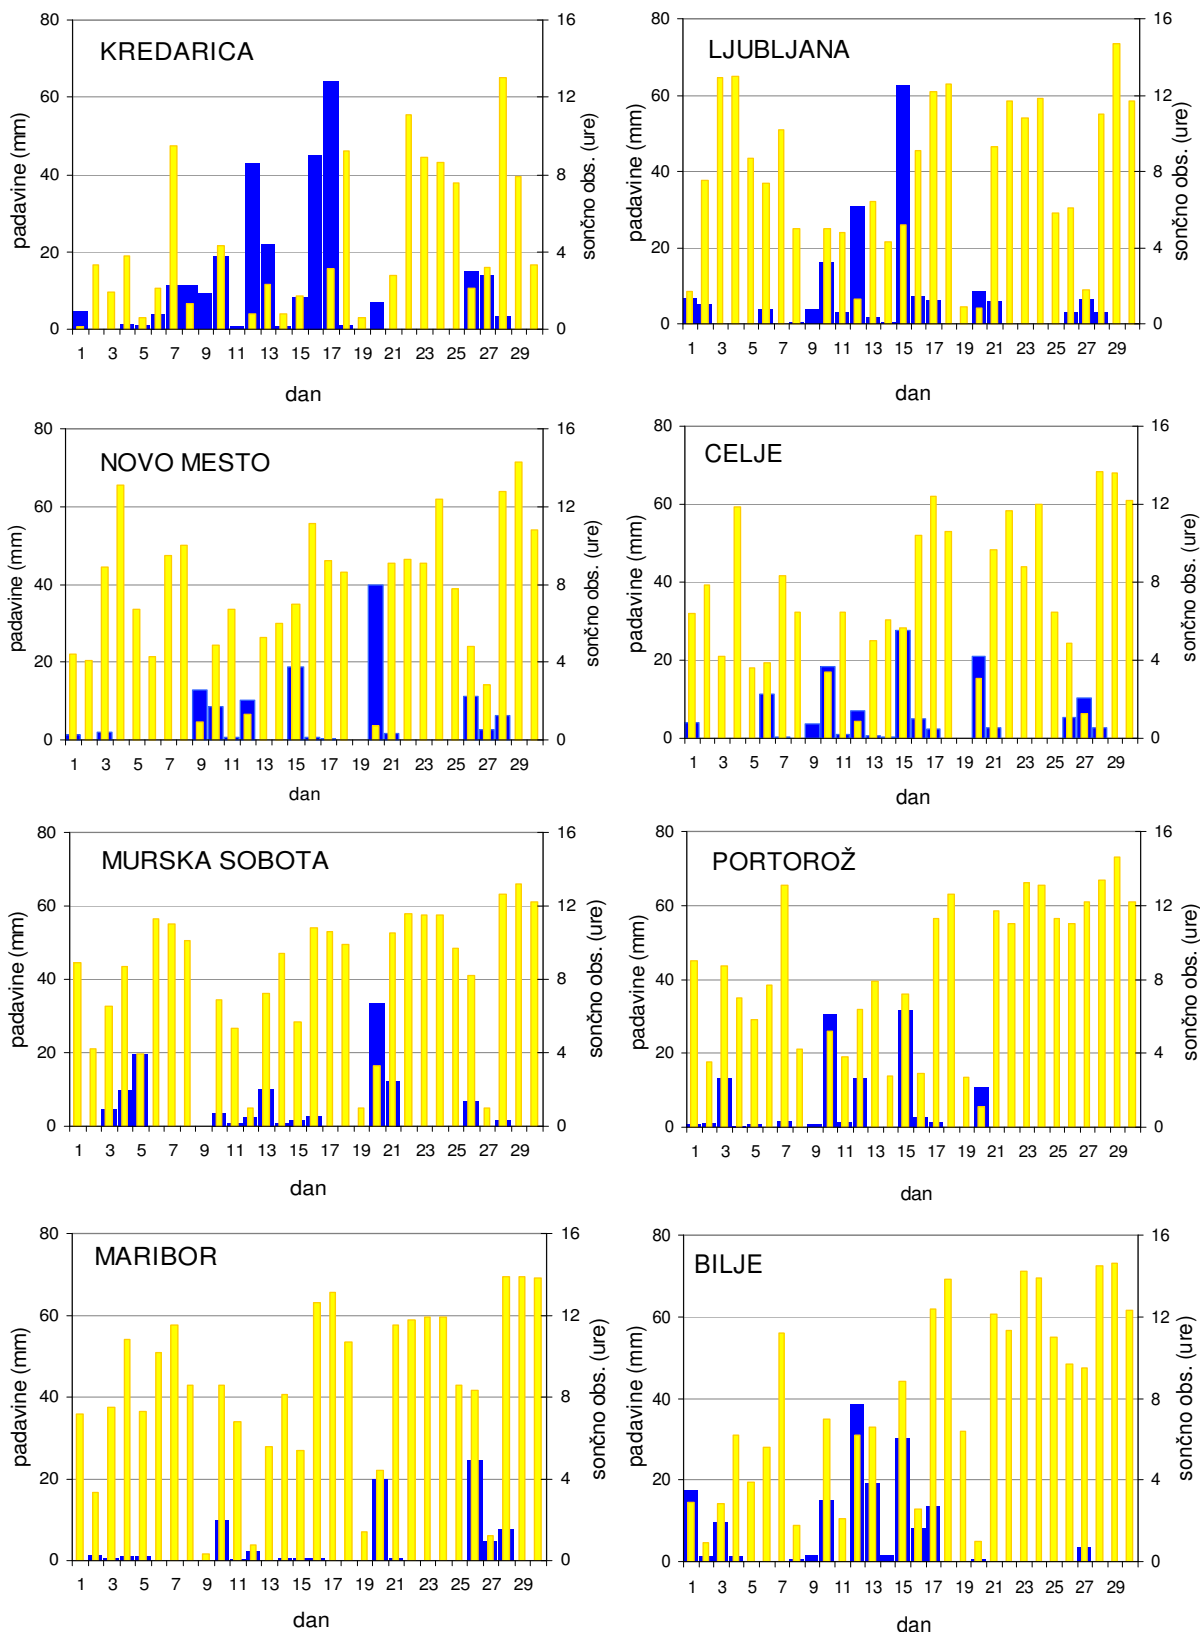 KREDARICA
padavine (mm)
80
60
40
20
0
16
12
8
4
0
sončno obs. (ure)
1 3 5 7 9 11 13 15 17 19 21 23 25 27 29
dan
LJUBLJANA
padavine (mm)
80
60
40
20
0
16
12
8
4
0
sončno obs. (ure)
1 3 5 7 9 11 13 15 17 19 21 23 25 27 29
dan
NOVO MESTO
padavine (mm)
80
60
40
20
0
16
12
8
4
0
sončno obs. (ure)
1 3 5 7 9 11 13 15 17 19 21 23 25 27 29
dan
CELJE
padavine (mm)
80
60
40
20
0
16
12
8
4
0
sončno obs. (ure)
1 3 5 7 9 11 13 15 17 19 21 23 25 27 29
dan
MURSKA SOBOTA
padavine (mm)
80
60
40
20
0
16
12
8
4
0
sončno obs. (ure)
1 3 5 7 9 11 13 15 17 19 21 23 25 27 29
dan
PORTOROŽ
padavine (mm)
80
60
40
20
0
16
12
8
4
0
sončno obs. (ure)
1 3 5 7 9 11 13 15 17 19 21 23 25 27 29
dan
MARIBOR
padavine (mm)
80
60
40
20
0
16
12
8
4
0
sončno obs. (ure)
1 3 5 7 9 11 13 15 17 19 21 23 25 27 29
dan
BILJE
padavine (mm)
80
60
40
20
0
16
12
8
4
0
sončno obs. (ure)
1 3 5 7 9 11 13 15 17 19 21 23 25 27 29
dan